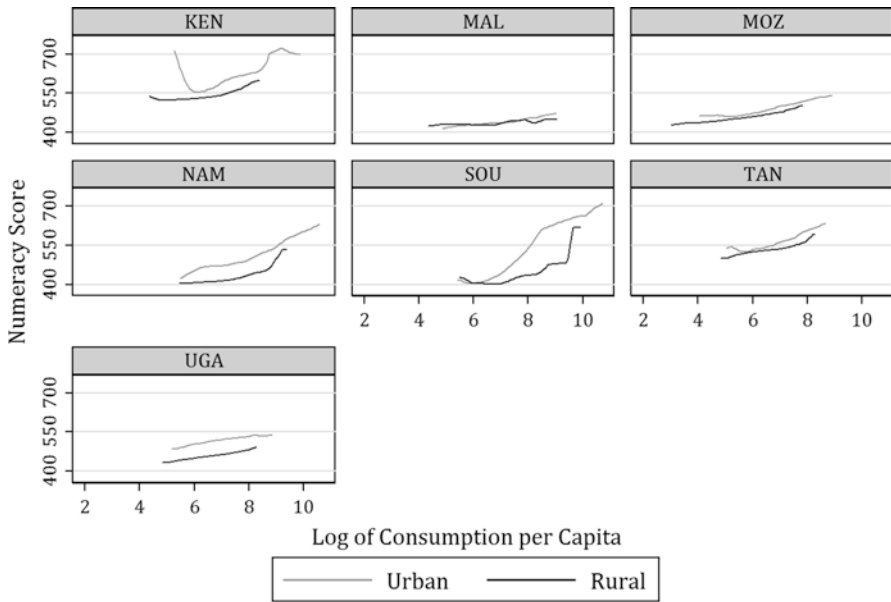 KEN MAL MOZ
700
550
400
NAM SOU TAN
700
550
400
2 4 6 8 10 2 4 6 8 10
UGA
700
550
400
2 4 6 8 10
Numeracy Score
Log of Consumption per Capita
Urban Rural